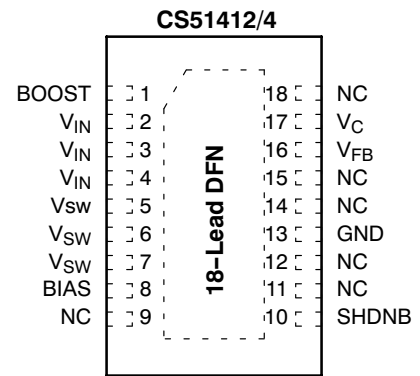 CS51412/4
BOOST 1 18 NC
VIN 2 17 VC
VIN 3 16 VFB
VIN 4 15 NC
Vsw 5 14 NC
VSW 6 13 GND
VSW 7 12 NC
BIAS 8 11 NC
NC 9 10 SHDNB
18−Lead DFN